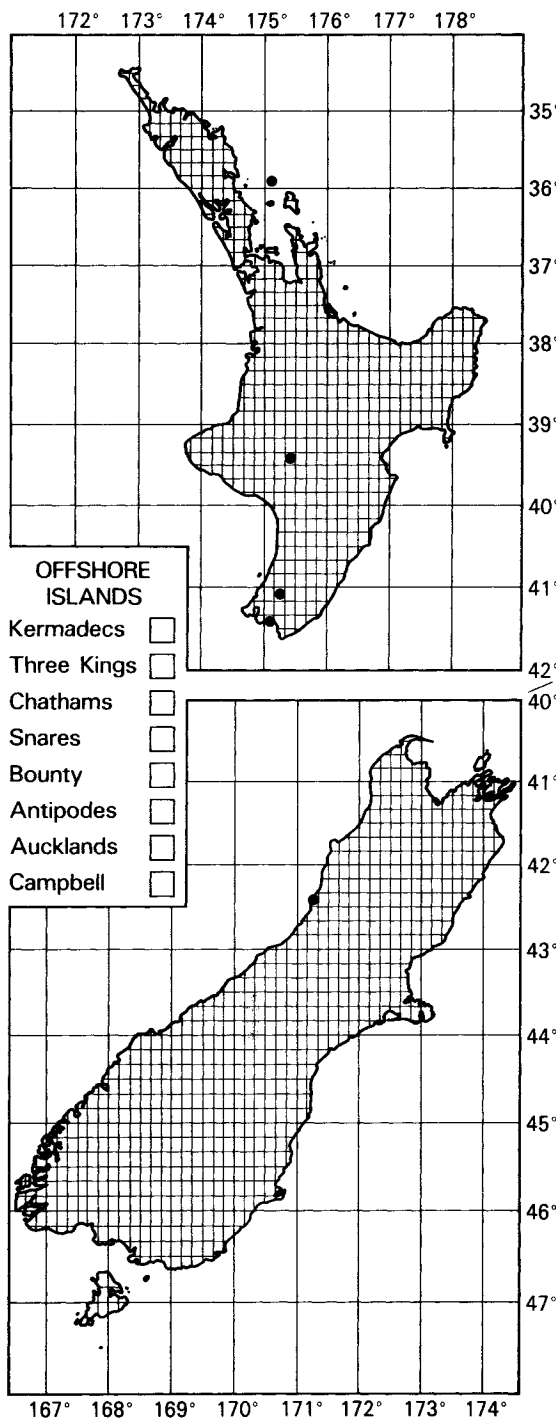 172° 173° 174° 175° 176° 177° 178°
35°
36°
37°
38°
39°
40°
41°
42°
OFFSHORE
ISLANDS
Kermadecs
Three Kings
Chathams
Snares
Bounty
Antipodes
Aucklands
Campbell
40°
41°
42°
43°
44°
45°
46°
47°
167° 168° 169° 170° 171° 172° 173° 174°